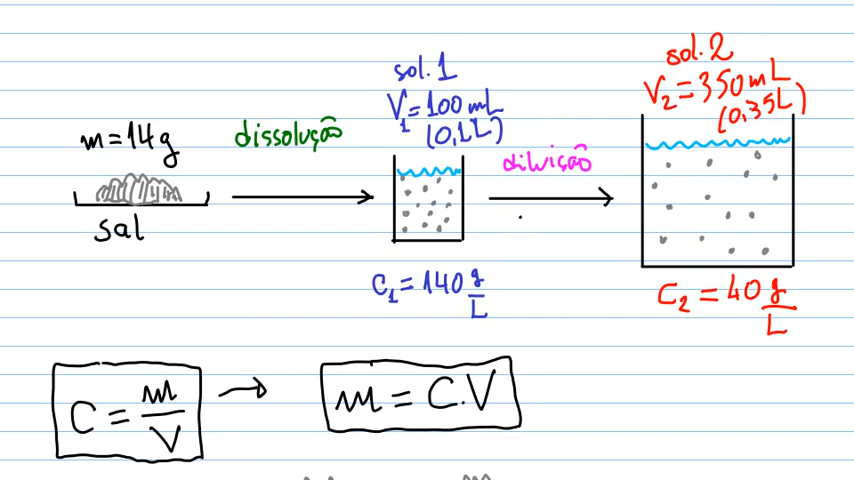 m = 14g
sal
dissolução
sol. 1
V₁ = 100 mL
(0,1L)
C₁ = 140 g/L
diluição
sol. 2
V₂ = 350 mL
(0,35L)
C₂ = 40 g/L
C = m/V → m = C.V